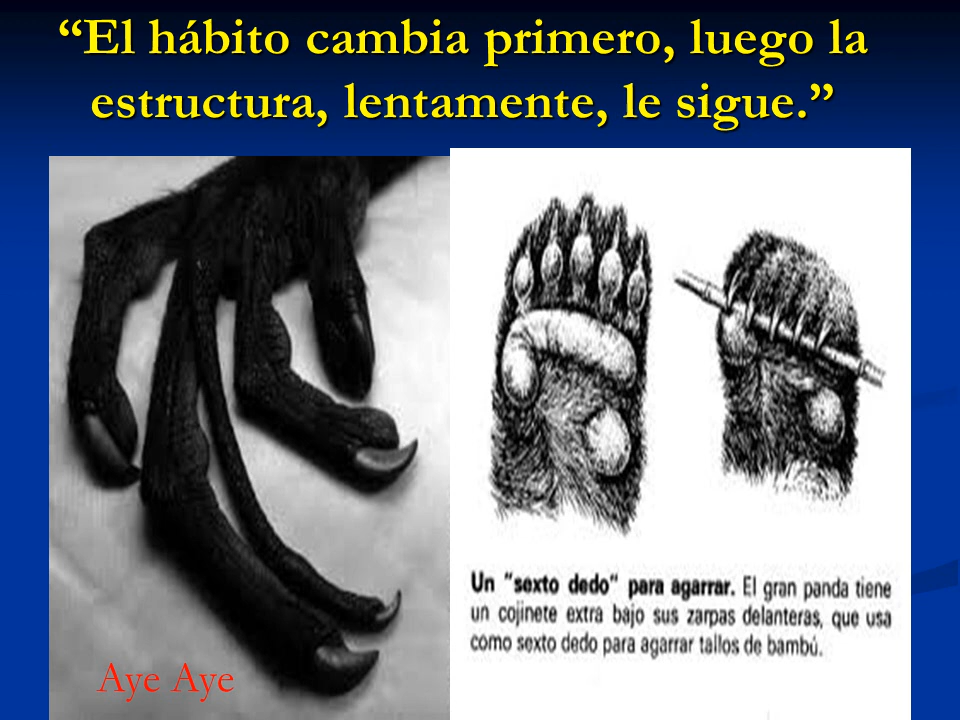 “El hábito cambia primero, luego la
estructura, lentamente, le sigue.”
Aye Aye
Un "sexto dedo" para agarrar. El gran panda tiene
un cojinete extra bajo sus zarpas delanteras, que usa
como sexto dedo para agarrar tallos de bambú.